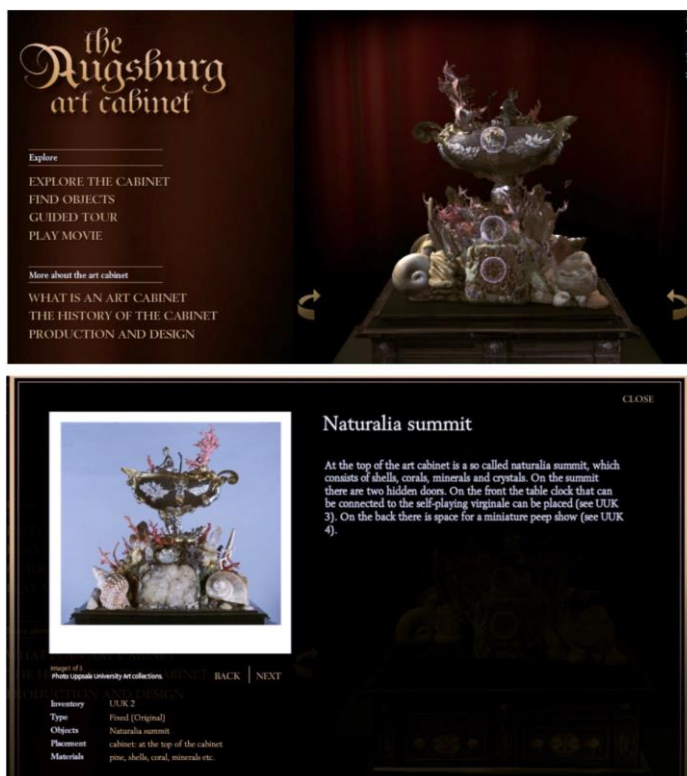 the
Augsburg
art cabinet
Explore
EXPLORE THE CABINET
FIND OBJECTS
GUIDED TOUR
PLAY MOVIE
More about the art cabinet
WHAT IS AN ART CABINET
THE HISTORY OF THE CABINET
PRODUCTION AND DESIGN
CLOSE
Naturalia summit
At the top of the art cabinet is a so called naturalia summit, which
consists of shells, corals, minerals and crystals. On the summit
there are two hidden doors. On the front the table clock that can
be connected to the self-playing virginale can be placed (see UUK
3). On the back there is space for a miniature peep show (see UUK
4).
Image1 of 3
Photo Uppsala University Art collections.
BACK | NEXT
Inventory UUK 2
Type Fixed (Original)
Objects Naturalia summit
Placement cabinet: at the top of the cabinet
Materials pine, shells, coral, minerals etc.